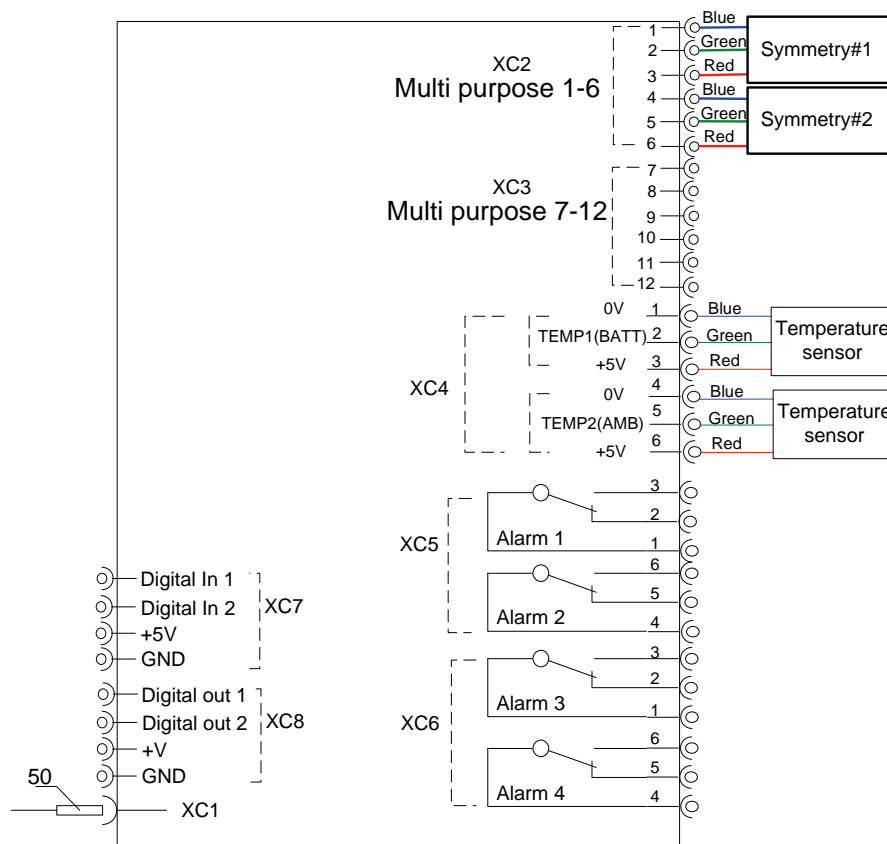 1 Blue
2 Green
3 Red
Symmetry#1
XC2
Multi purpose 1-6
4 Blue
5 Green
6 Red
Symmetry#2
XC3
Multi purpose 7-12
7
8
9
10
11
12
XC4
0V 1 Blue
TEMP1(BATT) 2 Green
+5V 3 Red
Temperature
sensor
0V 4 Blue
TEMP2(AMB) 5 Green
+5V 6 Red
Temperature
sensor
XC5
3
2
Alarm 1 1
6
5
Alarm 2 4
XC6
3
2
Alarm 3 1
6
5
Alarm 4 4
Digital In 1
Digital In 2
+5V
GND
XC7
Digital out 1
Digital out 2
+V
GND
XC8
50
XC1